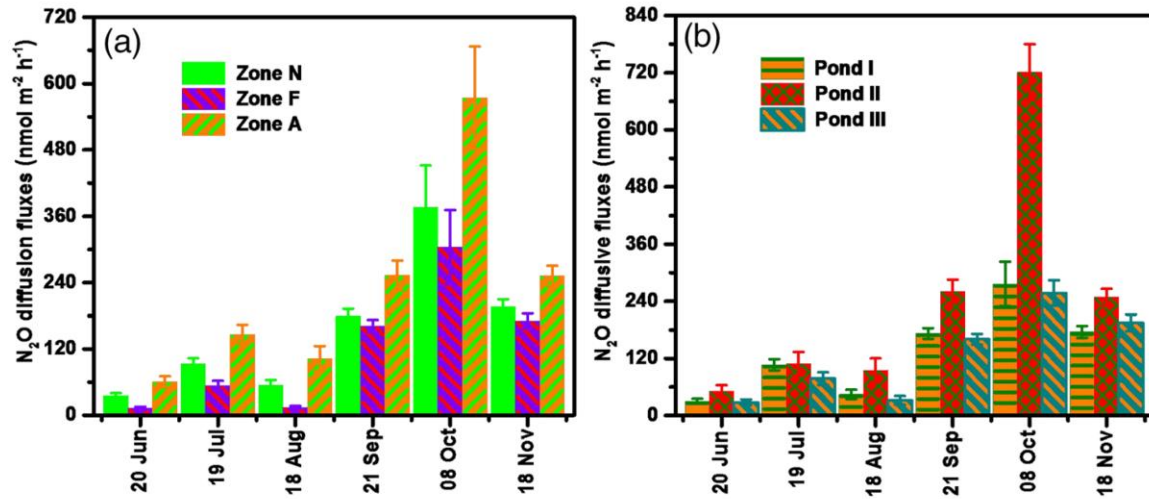 (a)
N₂O diffusion fluxes (nmol m⁻² h⁻¹)
720
600
480
360
240
120
0
Zone N
Zone F
Zone A
20 Jun
19 Jul
18 Aug
21 Sep
08 Oct
18 Nov
(b)
N₂O diffusive fluxes (nmol m⁻² h⁻¹)
840
720
600
480
360
240
120
0
Pond I
Pond II
Pond III
20 Jun
19 Jul
18 Aug
21 Sep
08 Oct
18 Nov